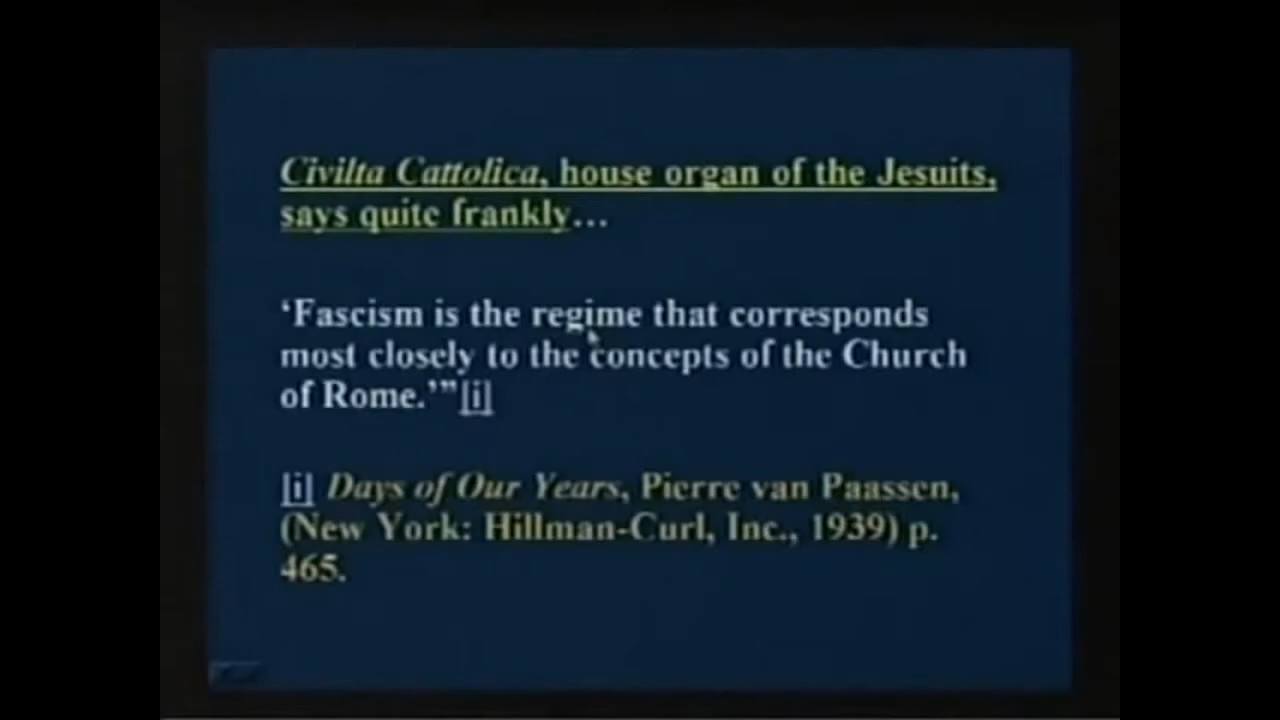 Civilta Cattolica, house organ of the Jesuits,
says quite frankly...
‘Fascism is the regime that corresponds
most closely to the concepts of the Church
of Rome.’”[i]
[i] Days of Our Years, Pierre van Paassen,
(New York: Hillman-Curl, Inc., 1939) p.
465.